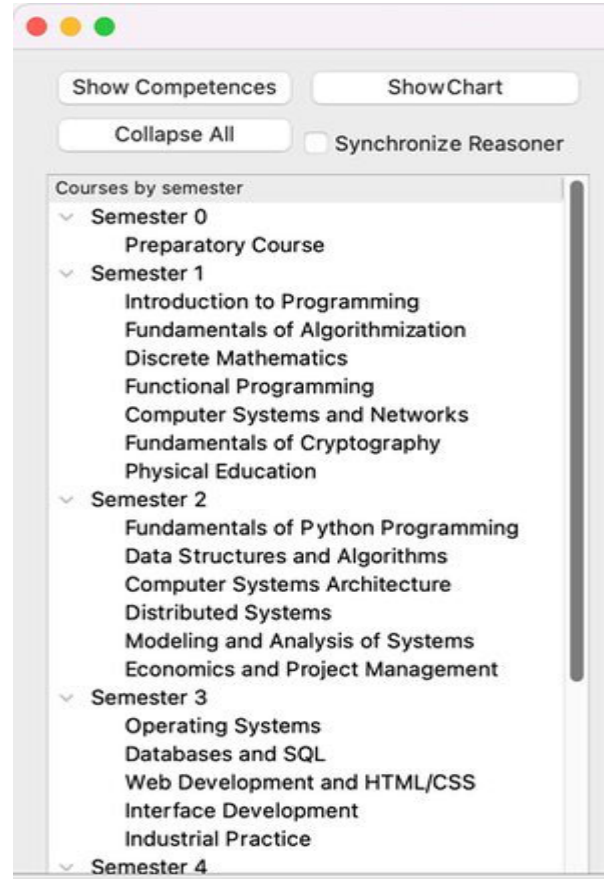 Show Competences
ShowChart
Collapse All
Synchronize Reasoner
Courses by semester
Semester 0
Preparatory Course
Semester 1
Introduction to Programming
Fundamentals of Algorithmization
Discrete Mathematics
Functional Programming
Computer Systems and Networks
Fundamentals of Cryptography
Physical Education
Semester 2
Fundamentals of Python Programming
Data Structures and Algorithms
Computer Systems Architecture
Distributed Systems
Modeling and Analysis of Systems
Economics and Project Management
Semester 3
Operating Systems
Databases and SQL
Web Development and HTML/CSS
Interface Development
Industrial Practice
Semester 4